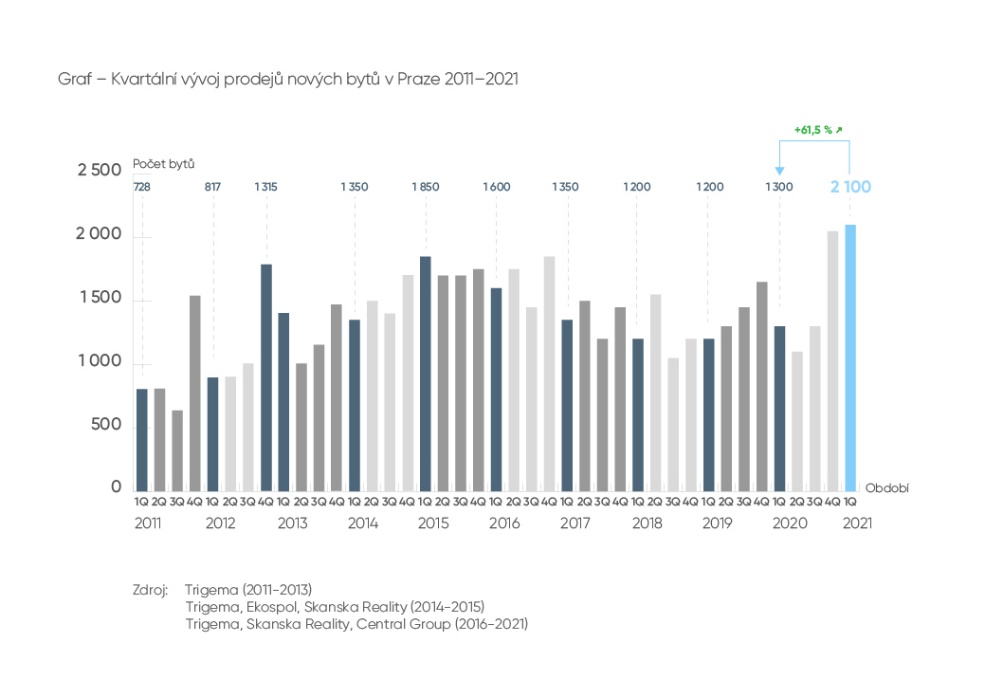 Graf – Kvartální vývoj prodejů nových bytů v Praze 2011–2021
+61,5 % ↗
Počet bytů
2 500
728 817 1 315 1 350 1 850 1 600 1 350 1 200 1 200 1 300 2 100
2 000
1 500
1 000
500
0
1Q 2Q 3Q 4Q 1Q 2Q 3Q 4Q 1Q 2Q 3Q 4Q 1Q 2Q 3Q 4Q 1Q 2Q 3Q 4Q 1Q 2Q 3Q 4Q 1Q 2Q 3Q 4Q 1Q 2Q 3Q 4Q 1Q 2Q 3Q 4Q 1Q 2Q 3Q 4Q 1Q Období
2011 2012 2013 2014 2015 2016 2017 2018 2019 2020 2021
Zdroj: Trigema (2011-2013)
Trigema, Ekospol, Skanska Reality (2014-2015)
Trigema, Skanska Reality, Central Group (2016-2021)